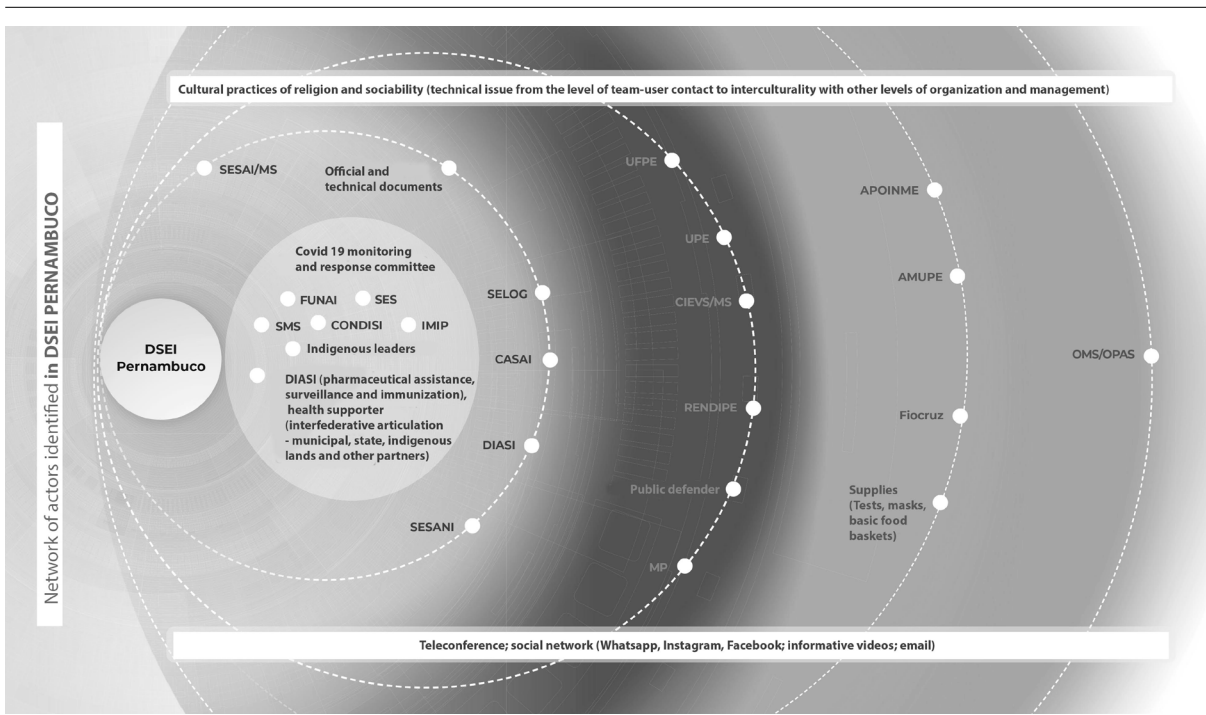 Cultural practices of religion and sociability (technical issue from the level of team-user contact to interculturality with other levels of organization and management)
Network of actors identified in DSEI PERNAMBUCO
SESAI/MS
Official and
technical documents
Covid 19 monitoring
and response committee
FUNAI
SES
SMS
CONDISI
IMIP
Indigenous leaders
DIASI (pharmaceutical assistance,
surveillance and immunization),
health supporter
(interfederative articulation
- municipal, state, indigenous
lands and other partners)
DSEI
Pernambuco
SELOG
CASAI
DIASI
SESANI
UFPE
UPE
CIEVS/MS
RENDIPE
Public defender
MP
APOINME
AMUPE
Fiocruz
Supplies
(Tests, masks,
basic food
baskets)
OMS/OPAS
Teleconference; social network (Whatsapp, Instagram, Facebook; informative videos; email)